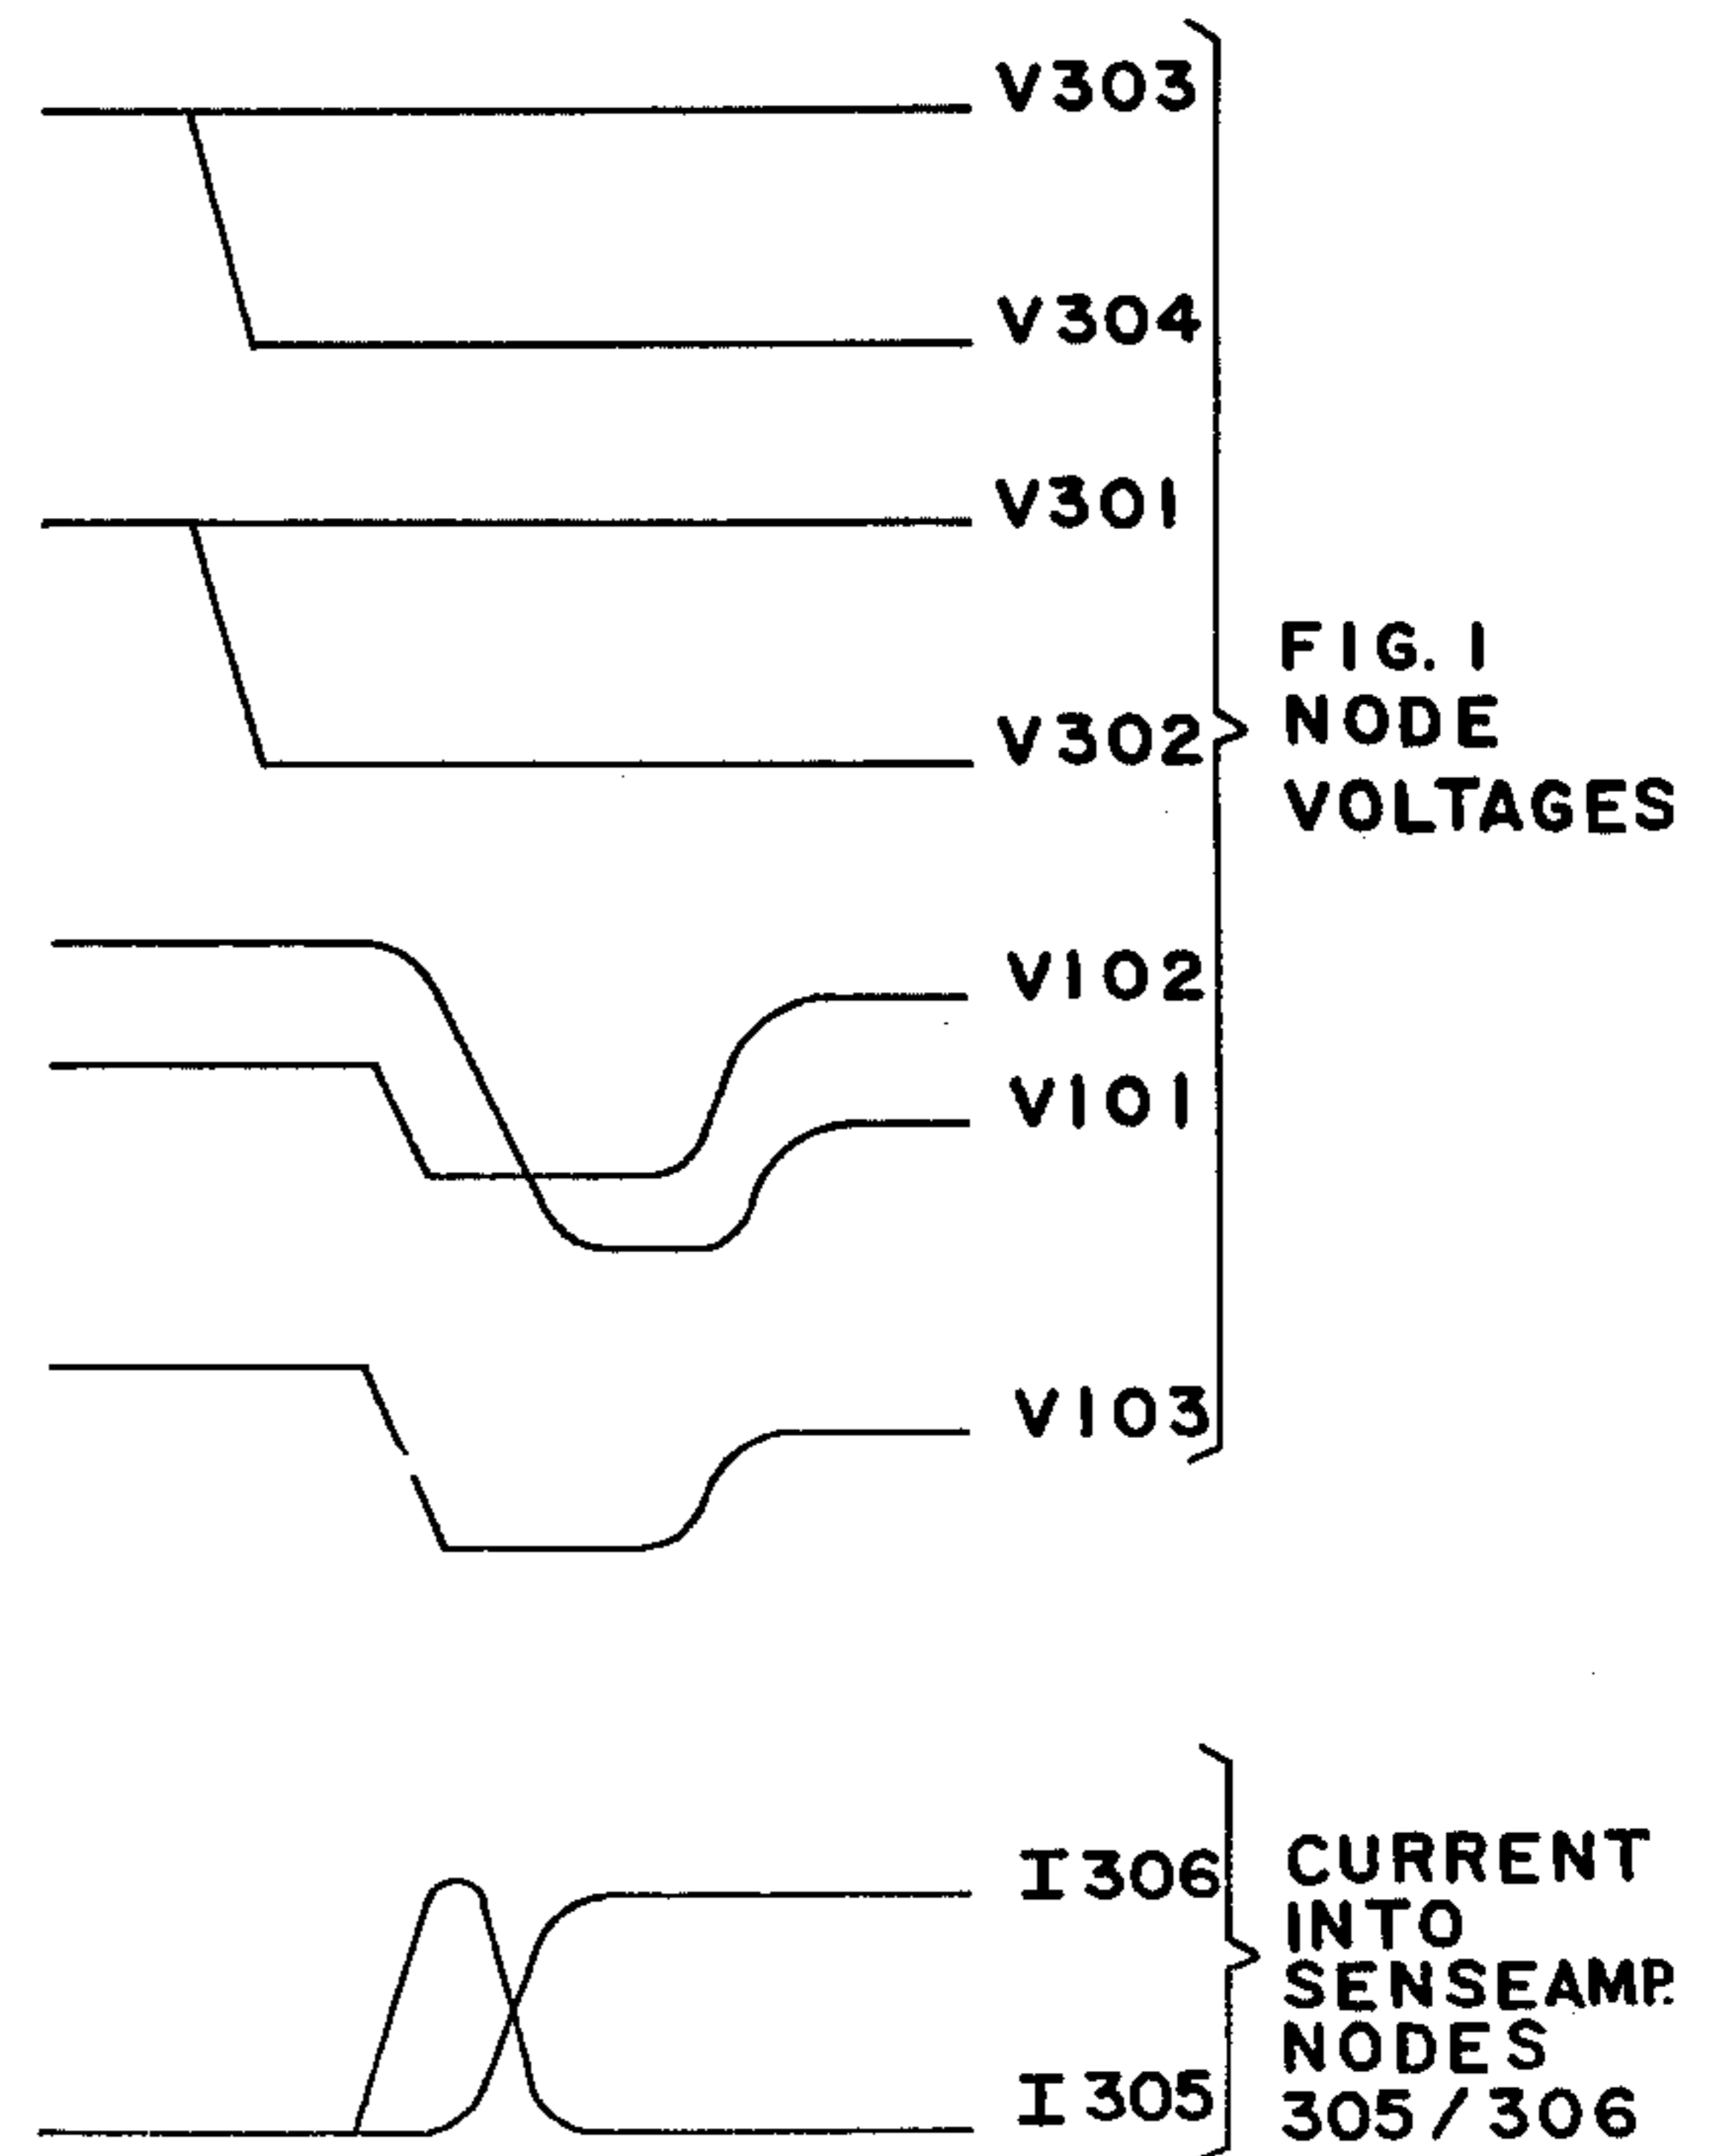 V303
V304
V301
V302
FIG. 1
NODE
VOLTAGES
V102
V101
V103
I306
I305
CURRENT
INTO
SENSEAMP.
NODES
305/306